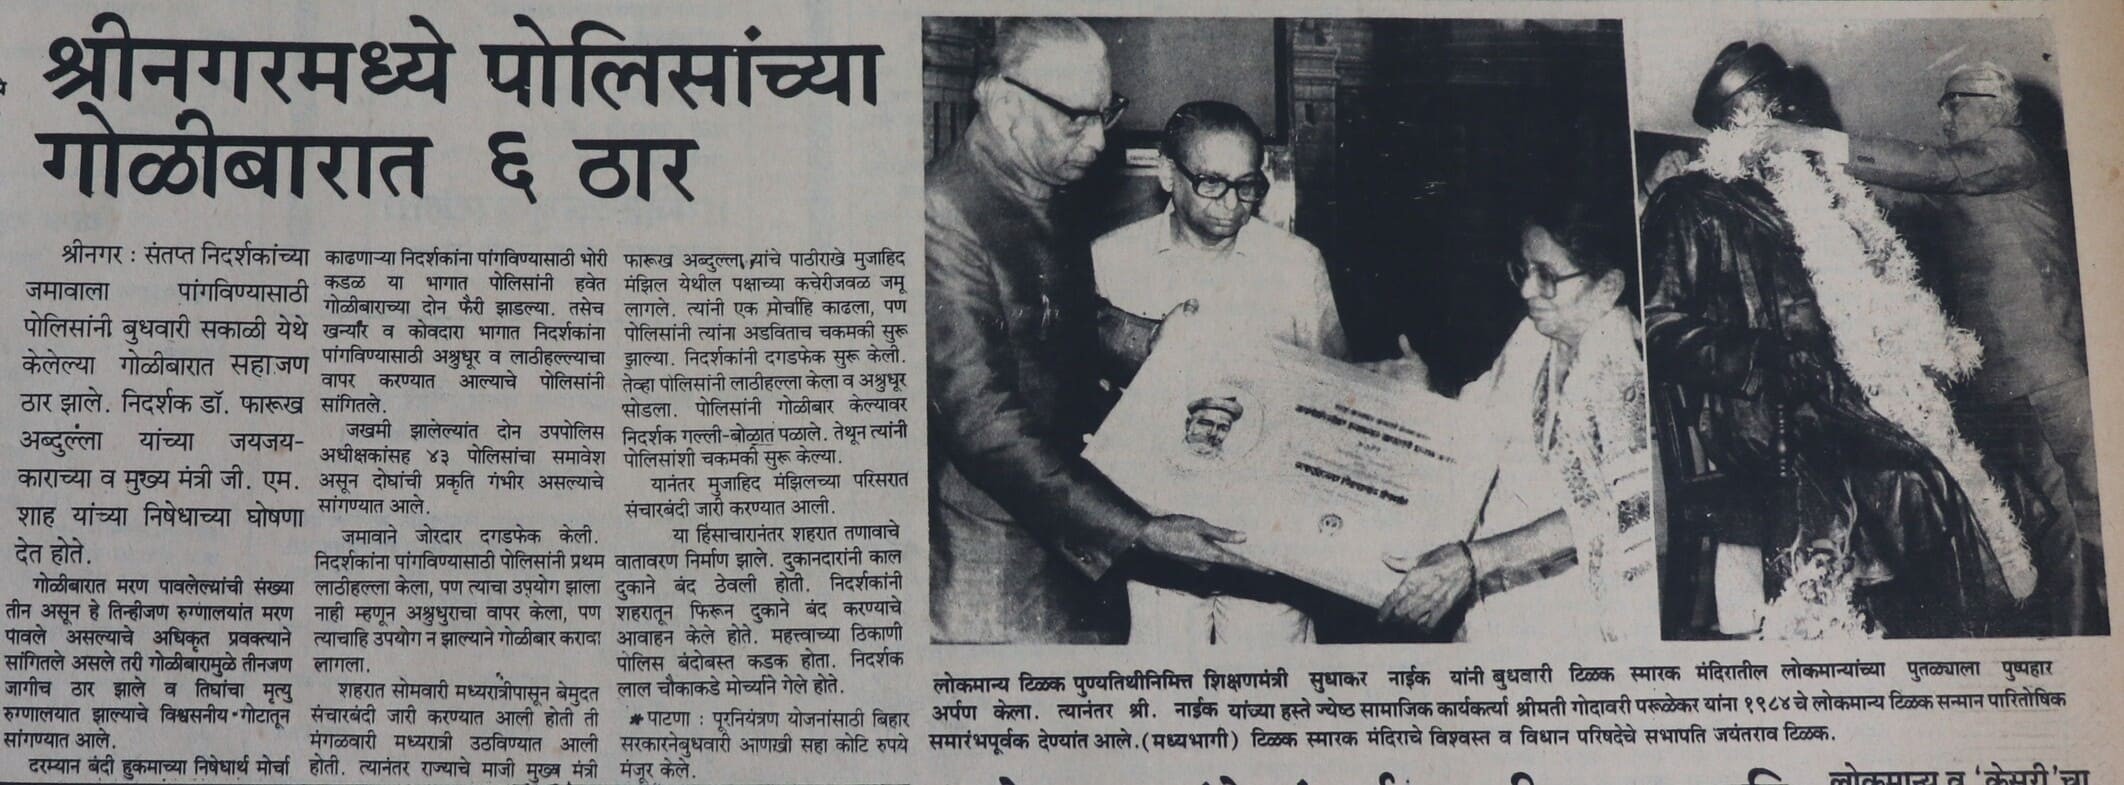 श्रीनगरमध्ये पोलिसांच्या
गोळीबारात ६ ठार
श्रीनगर : संतप्त निदर्शकांच्या
जमावाला पांगविण्यासाठी
पोलिसांनी बुधवारी सकाळी येथे
केलेल्या गोळीबारात सहाजण
ठार झाले. निदर्शक डॉ. फारूख
अब्दुल्ला यांच्या जयजय-
काराच्या व मुख्य मंत्री जी. एम.
शाह यांच्या निषेधाच्या घोषणा
देत होते.
गोळीबारात मरण पावलेल्यांची संख्या
तीन असून हे तिन्हीजण रुग्णालयांत मरण
पावले असल्याचे अधिकृत प्रवक्त्याने
सांगितले असले तरी गोळीबारामुळे तीनजण
जागीच ठार झाले व तिघांचा मृत्यु
रुग्णालयात झाल्याचे विश्वसनीय गोटातून
सांगण्यात आले.
दरम्यान बंदी हुकमाच्या निषेधार्थ मोर्चा
काढणाऱ्या निदर्शकांना पांगविण्यासाठी भोरी
कडळ या भागात पोलिसांनी हवेत
गोळीबाराच्या दोन फैरी झाडल्या. तसेच
खन्यॉर व कोवदारा भागात निदर्शकांना
पांगविण्यासाठी अश्रुधूर व लाठीहल्ल्याचा
वापर करण्यात आल्याचे पोलिसांनी
सांगितले.
जखमी झालेल्यांत दोन उपपोलिस
अधीक्षकांसह ४३ पोलिसांचा समावेश
असून दोघांची प्रकृति गंभीर असल्याचे
सांगण्यात आले.
जमावाने जोरदार दगडफेक केली.
निदर्शकांना पांगविण्यासाठी पोलिसांनी प्रथम
लाठीहल्ला केला, पण त्याचा उपयोग झाला
नाही म्हणून अश्रुधुराचा वापर केला, पण
त्याचाहि उपयोग न झाल्याने गोळीबार करावा
लागला.
शहरात सोमवारी मध्यरात्रीपासून बेमुदत
संचारबंदी जारी करण्यात आली होती ती
मंगळवारी मध्यरात्री उठविण्यात आली
होती. त्यानंतर राज्याचे माजी मुख्य मंत्री
फारूख अब्दुल्ला यांचे पाठीराखे मुजाहिद
मंझिल येथील पक्षाच्या कचेरीजवळ जमू
लागले. त्यांनी एक मोर्चाहि काढला, पण
पोलिसांनी त्यांना अडविताच चकमकी सुरू
झाल्या. निदर्शकांनी दगडफेक सुरू केली.
तेव्हा पोलिसांनी लाठीहल्ला केला व अश्रुधूर
सोडला. पोलिसांनी गोळीबार केल्यावर
निदर्शक गल्ली-बोळात पळाले. तेथून त्यांनी
पोलिसांशी चकमकी सुरू केल्या.
यानंतर मुजाहिद मंझिलच्या परिसरात
संचारबंदी जारी करण्यात आली.
या हिंसाचारानंतर शहरात तणावाचे
वातावरण निर्माण झाले. दुकानदारांनी काल
दुकाने बंद ठेवली होती. निदर्शकांनी
शहरातून फिरून दुकाने बंद करण्याचे
आवाहन केले होते. महत्त्वाच्या ठिकाणी
पोलिस बंदोबस्त कडक होता. निदर्शक
लाल चौकाकडे मोर्च्याने गेले होते.
* पाटणा : पूरनियंत्रण योजनांसाठी बिहार
सरकारनेबुधवारी आणखी सहा कोटि रुपये
मंजूर केले.
लोकमान्य टिळक पुण्यतिथीनिमित्त शिक्षणमंत्री सुधाकर नाईक यांनी बुधवारी टिळक स्मारक मंदिरातील लोकमान्यांच्या पुतळ्याला पुष्पहार
अर्पण केला. त्यानंतर श्री. नाईक यांच्या हस्ते ज्येष्ठ सामाजिक कार्यकर्त्या श्रीमती गोदावरी परूळेकर यांना १९८४ चे लोकमान्य टिळक सन्मान पारितोषिक
समारंभपूर्वक देण्यांत आले. (मध्यभागी) टिळक स्मारक मंदिराचे विश्वस्त व विधान परिषदेचे सभापति जयंतराव टिळक.
लोकमान्य व 'केसरी'चा